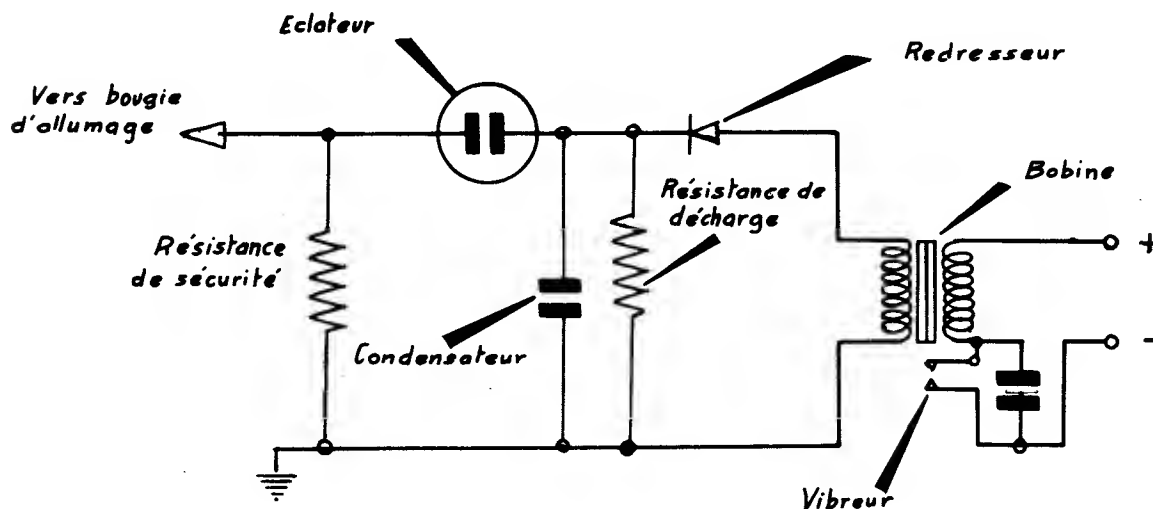 Eclateur
Redresseur
Vers bougie
d'allumage
Bobine
Résistance de
décharge
Résistance
de sécurité
+
Condensateur
-
Vibreur